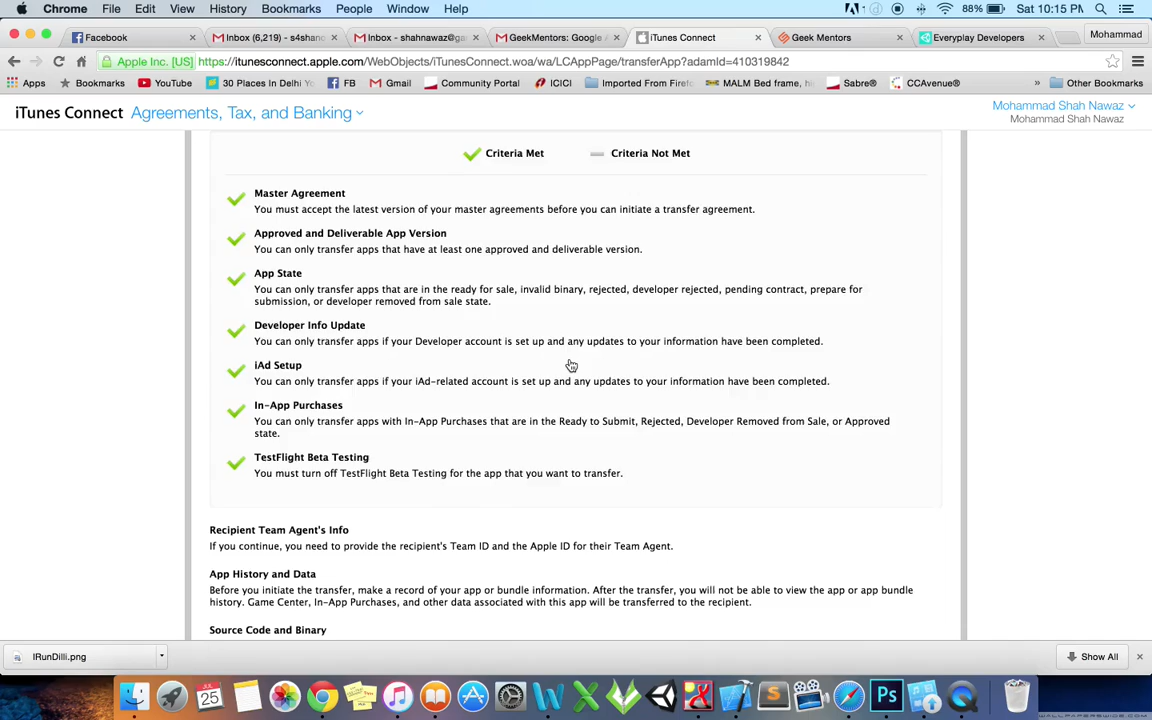 Chrome File Edit View History Bookmarks People Window Help 88% Sat 10:15 PM
Facebook Inbox (6,219) - s4shan Inbox - shahnawaz@ga GeekMentors: Google A iTunes Connect Geek Mentors Everyplay Developers Mohammad
Apple Inc. [US] https://itunesconnect.apple.com/WebObjects/iTunesConnect.woa/wa/LCAppPage/transferApp?adamId=410319842
Apps Bookmarks YouTube 30 Places In Delhi FB Gmail Community Portal ICICI Imported From Firef MALM Bed frame, hi Sabre® CCAvenue® » Other Bookmarks
iTunes Connect Agreements, Tax, and Banking Mohammad Shah Nawaz
Mohammad Shah Nawaz
Criteria Met Criteria Not Met
Master Agreement
You must accept the latest version of your master agreements before you can initiate a transfer agreement.
Approved and Deliverable App Version
You can only transfer apps that have at least one approved and deliverable version.
App State
You can only transfer apps that are in the ready for sale, invalid binary, rejected, developer rejected, pending contract, prepare for
submission, or developer removed from sale state.
Developer Info Update
You can only transfer apps if your Developer account is set up and any updates to your information have been completed.
iAd Setup
You can only transfer apps if your iAd-related account is set up and any updates to your information have been completed.
In-App Purchases
You can only transfer apps with In-App Purchases that are in the Ready to Submit, Rejected, Developer Removed from Sale, or Approved
state.
TestFlight Beta Testing
You must turn off TestFlight Beta Testing for the app that you want to transfer.
Recipient Team Agent's Info
If you continue, you need to provide the recipient's Team ID and the Apple ID for their Team Agent.
App History and Data
Before you initiate the transfer, make a record of your app or bundle information. After the transfer, you will not be able to view the app or app bundle
history. Game Center, In-App Purchases, and other data associated with this app will be transferred to the recipient.
Source Code and Binary
IRunDilli.png Show All
JUL
25
Ps